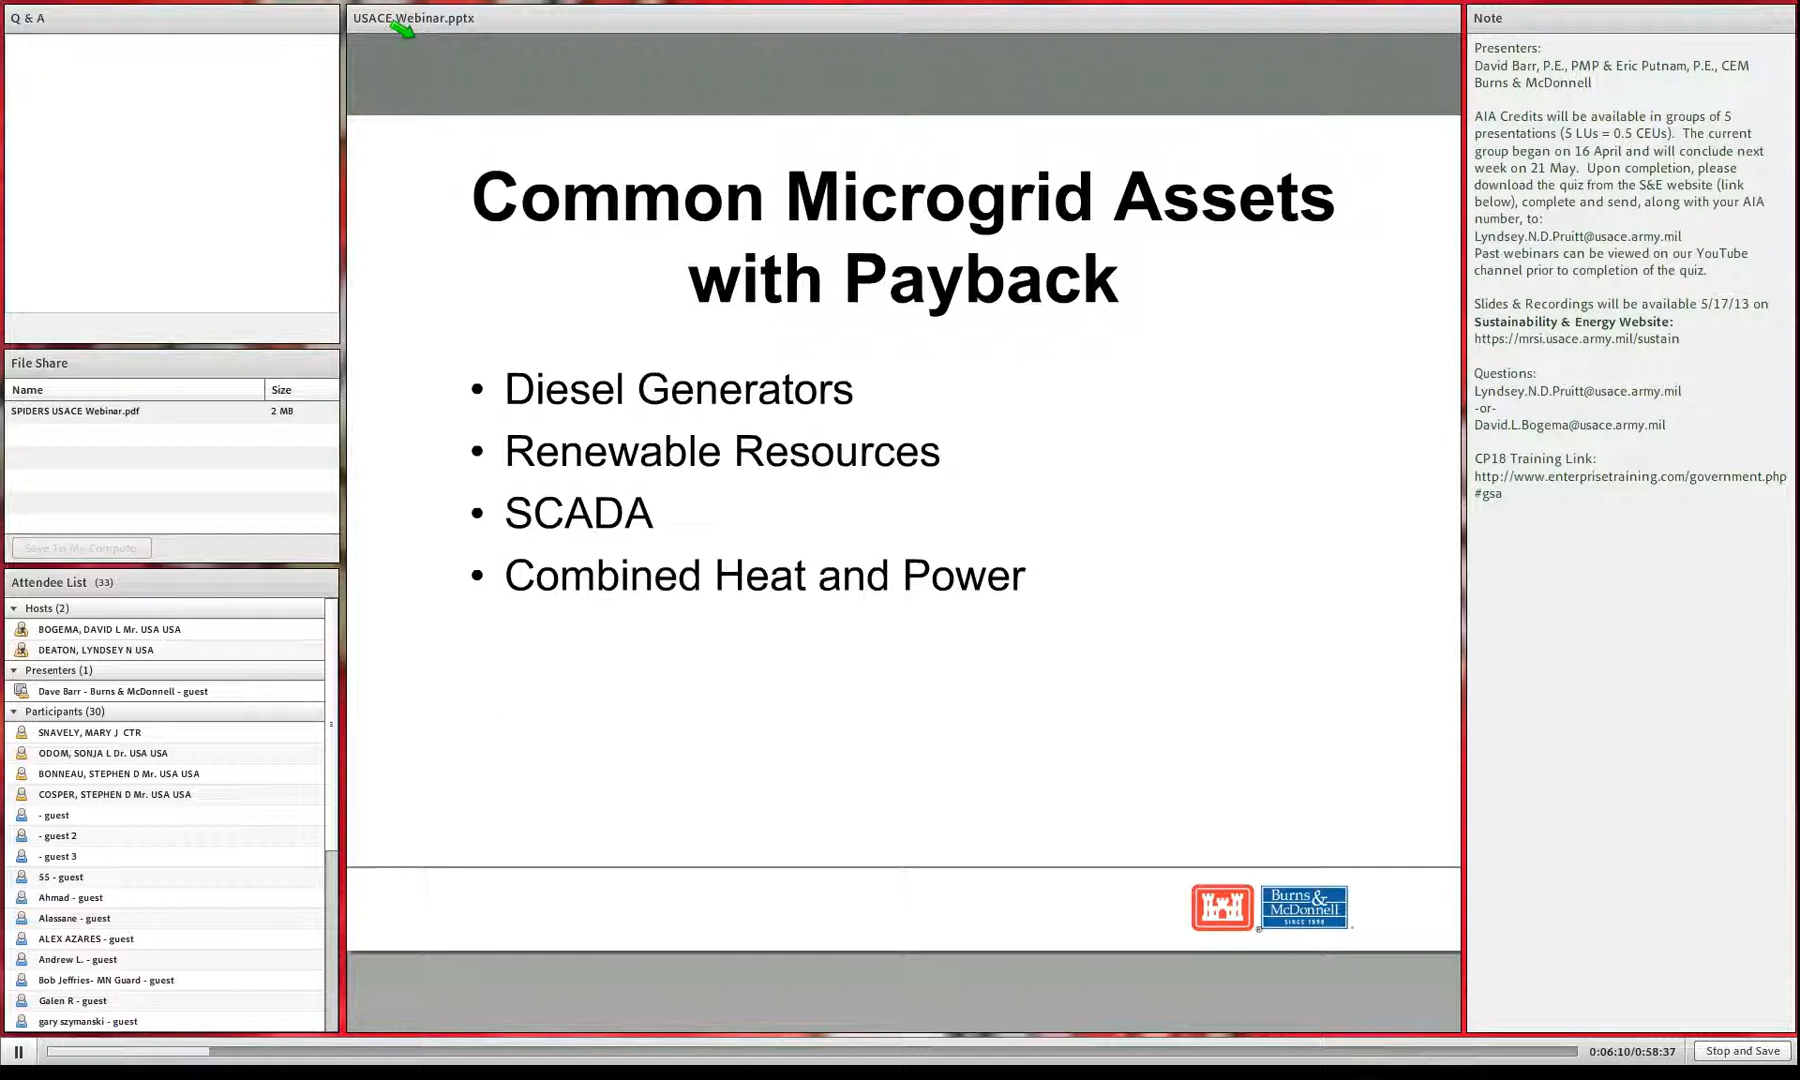 Q & A
File Share
Name Size
SPIDERS USACE Webinar.pdf 2 MB
Save To My Compute
Attendee List (33)
Hosts (2)
BOGEMA, DAVID L Mr. USA USA
DEATON, LYNDSEY N USA
Presenters (1)
Dave Barr - Burns & McDonnell - guest
Participants (30)
SNAVELY, MARY J CTR
ODOM, SONJA L Dr. USA USA
BONNEAU, STEPHEN D Mr. USA USA
COSPER, STEPHEN D Mr. USA USA
- guest
- guest 2
- guest 3
55 - guest
Ahmad - guest
Alassane - guest
ALEX AZARES - guest
Andrew L. - guest
Bob Jeffries- MN Guard - guest
Galen R - guest
gary szymanski - guest
USACE Webinar.pptx
Common Microgrid Assets
with Payback
• Diesel Generators
• Renewable Resources
• SCADA
• Combined Heat and Power
Burns &
McDonnell
SINCE 1898
Note
Presenters:
David Barr, P.E., PMP & Eric Putnam, P.E., CEM
Burns & McDonnell
AIA Credits will be available in groups of 5
presentations (5 LUs = 0.5 CEUs). The current
group began on 16 April and will conclude next
week on 21 May. Upon completion, please
download the quiz from the S&E website (link
below), complete and send, along with your AIA
number, to:
Lyndsey.N.D.Pruitt@usace.army.mil
Past webinars can be viewed on our YouTube
channel prior to completion of the quiz.
Slides & Recordings will be available 5/17/13 on
Sustainability & Energy Website:
https://mrsi.usace.army.mil/sustain
Questions:
Lyndsey.N.D.Pruitt@usace.army.mil
-or-
David.L.Bogema@usace.army.mil
CP18 Training Link:
http://www.enterprisetraining.com/government.php
#gsa
0:06:10/0:58:37
Stop and Save